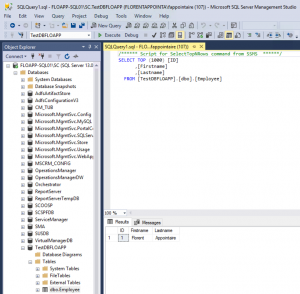 SQLQuery1.sql - FLOAPP-SQL01\SC.TestDBFLOAPP (FLORENTAPPOINTA\fappointaire (107)) - Microsoft SQL Server Management Studio
File Edit View Query Project Debug Tools Window Help
New Query
TestDBFLOAPP
Execute
Debug
Object Explorer
Connect
FLOAPP-SQL01\SC (SQL Server 13.0
Databases
System Databases
Database Snapshots
AdfsArtifactStore
AdfsConfigurationV3
CM_TLB
Microsoft.MgmtSvc.Config
Microsoft.MgmtSvc.MySQL
Microsoft.MgmtSvc.PortalCo
Microsoft.MgmtSvc.SQLServe
Microsoft.MgmtSvc.Store
Microsoft.MgmtSvc.Usage
Microsoft.MgmtSvc.WebApp
MSCRM_CONFIG
OperationsManager
OperationsManagerDW
Orchestrator
ReportServer
ReportServerTempDB
SCOOSP
SCSPFDB
ServiceManager
SMA
SUSDB
VirtualManagerDB
TestDBFLOAPP
Database Diagrams
Tables
System Tables
FileTables
External Tables
dbo.Employee
SQLQuery1.sql - FLO...Appointaire (107))
/****** Script for SelectTopNRows command from SSMS ******/
SELECT TOP (1000) [ID]
,[Firstname]
,[Lastname]
FROM [TestDBFLOAPP].[dbo].[Employee]
100 %
Results Messages
ID Firstname Lastname
1 1 Florent Appointaire